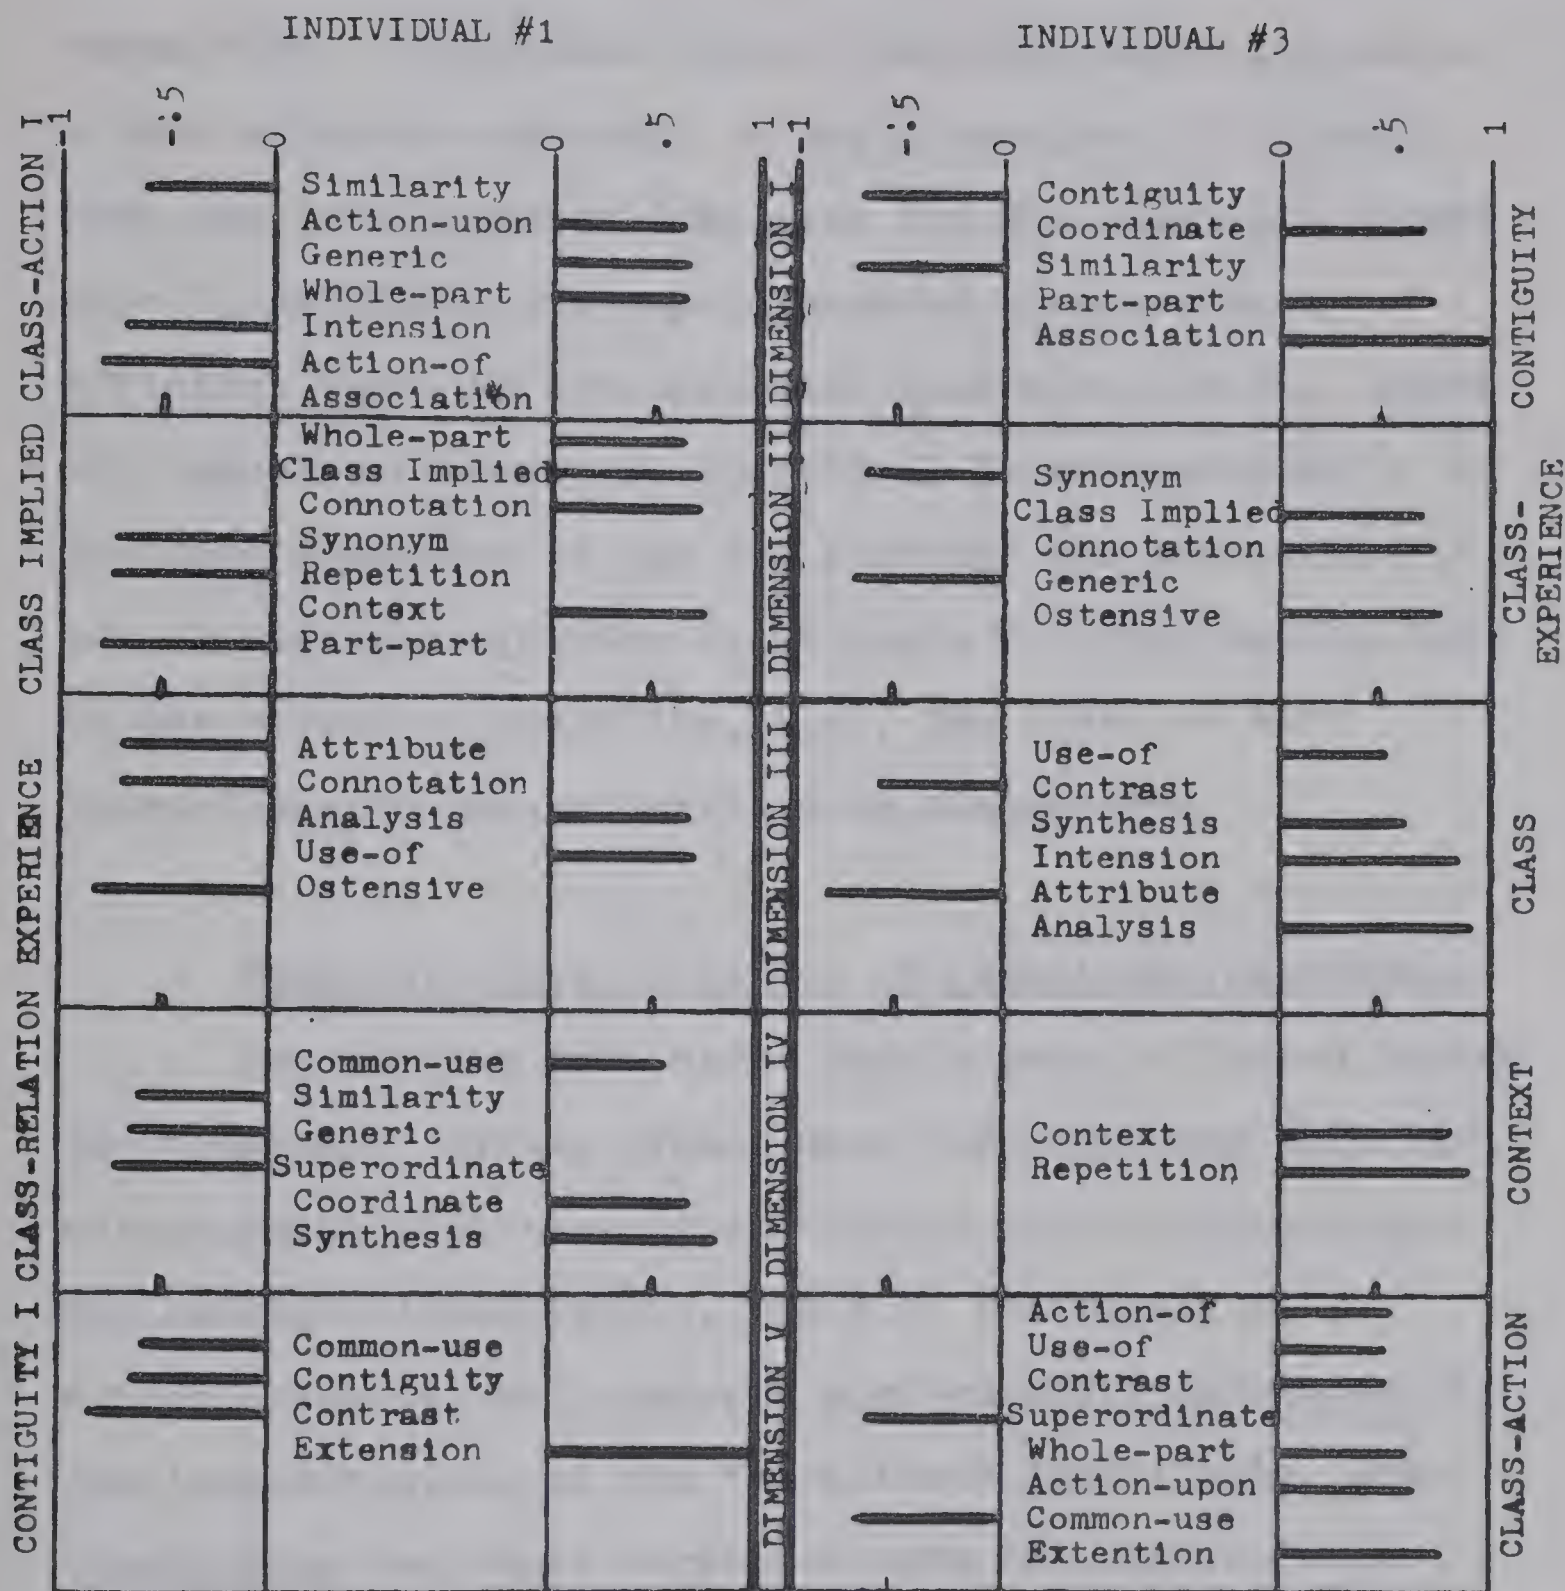 INDIVIDUAL #1
INDIVIDUAL #3
-1
-.5
0
0
.5
1
-1
-.5
0
0
.5
1
CLASS-ACTION I
Similarity
Action-upon
Generic
Whole-part
Intension
Action-of
Association*
DIMENSION I
Contiguity
Coordinate
Similarity
Part-part
Association
CONTIGUITY
CLASS IMPLIED
Whole-part
Class Implied
Connotation
Synonym
Repetition
Context
Part-part
DIMENSION II
Synonym
Class Implied
Connotation
Generic
Ostensive
CLASS-
EXPERIENCE
EXPERIENCE
Attribute
Connotation
Analysis
Use-of
Ostensive
DIMENSION III
Use-of
Contrast
Synthesis
Intension
Attribute
Analysis
CLASS
CLASS-RELATION
Common-use
Similarity
Generic
Superordinate
Coordinate
Synthesis
DIMENSION IV
Context
Repetition
CONTEXT
CONTIGUITY I
Common-use
Contiguity
Contrast
Extension
DIMENSION V
Action-of
Use-of
Contrast
Superordinate
Whole-part
Action-upon
Common-use
Extention
CLASS-ACTION